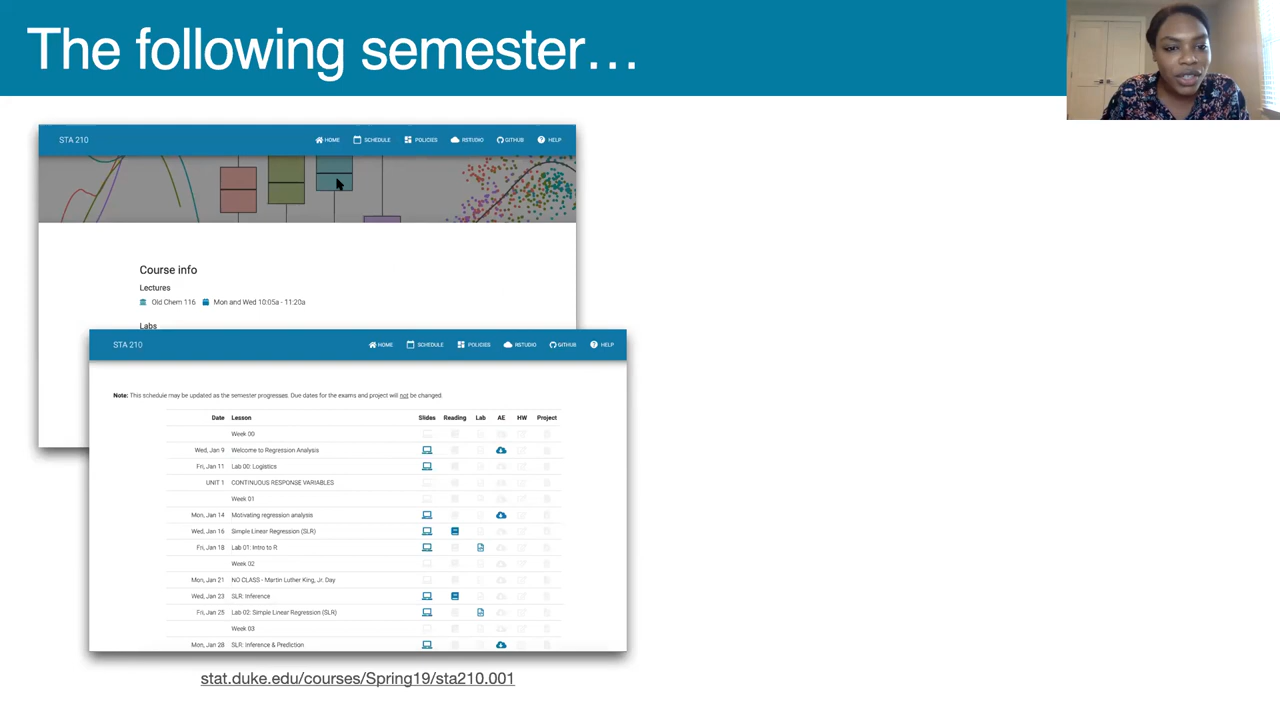 The following semester…
STA 210
HOME SCHEDULE POLICIES RSTUDIO GITHUB HELP
Course info
Lectures
Old Chem 116 Mon and Wed 10:05a - 11:20a
Labs
STA 210
HOME SCHEDULE POLICIES RSTUDIO GITHUB HELP
Note: This schedule may be updated as the semester progresses. Due dates for the exams and project will not be changed.
Date Lesson Slides Reading Lab AE HW Project
Week 00
Wed, Jan 9 Welcome to Regression Analysis
Fri, Jan 11 Lab 00: Logistics
UNIT 1 CONTINUOUS RESPONSE VARIABLES
Week 01
Mon, Jan 14 Motivating regression analysis
Wed, Jan 16 Simple Linear Regression (SLR)
Fri, Jan 18 Lab 01: Intro to R
Week 02
Mon, Jan 21 NO CLASS - Martin Luther King, Jr. Day
Wed, Jan 23 SLR: Inference
Fri, Jan 25 Lab 02: Simple Linear Regression (SLR)
Week 03
Mon, Jan 28 SLR: Inference & Prediction
stat.duke.edu/courses/Spring19/sta210.001